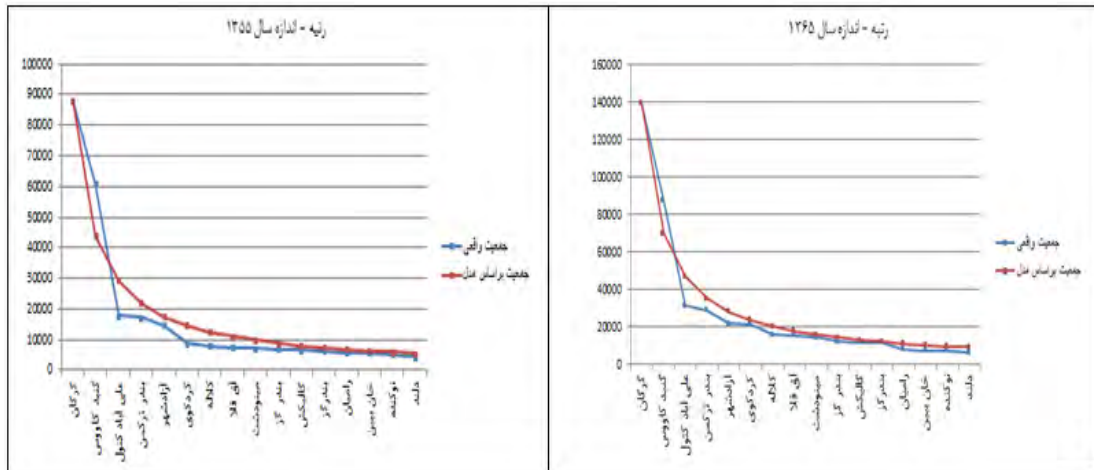 رتبه - اندازه سال ۱۳۵۵
100000
90000
80000
70000
60000
50000
40000
30000
20000
10000
0
جمعیت واقعی
جمعیت براساس مدل
گرگان
گنبد کاووس
علی آباد کتول
بندر ترکمن
آزادشهر
کردکوی
کلاله
آق قلا
مینودشت
بندر گز
گالیکش
بندرگز
رامیان
خان ببین
نوکنده
دلند
رتبه - اندازه سال ۱۳۶۵
160000
140000
120000
100000
80000
60000
40000
20000
0
جمعیت واقعی
جمعیت براساس مدل
گرگان
گنبد کاووس
علی آباد کتول
بندر ترکمن
آزادشهر
کردکوی
کلاله
آق قلا
مینودشت
بندر گز
گالیکش
بندرگز
رامیان
خان ببین
نوکنده
دلند